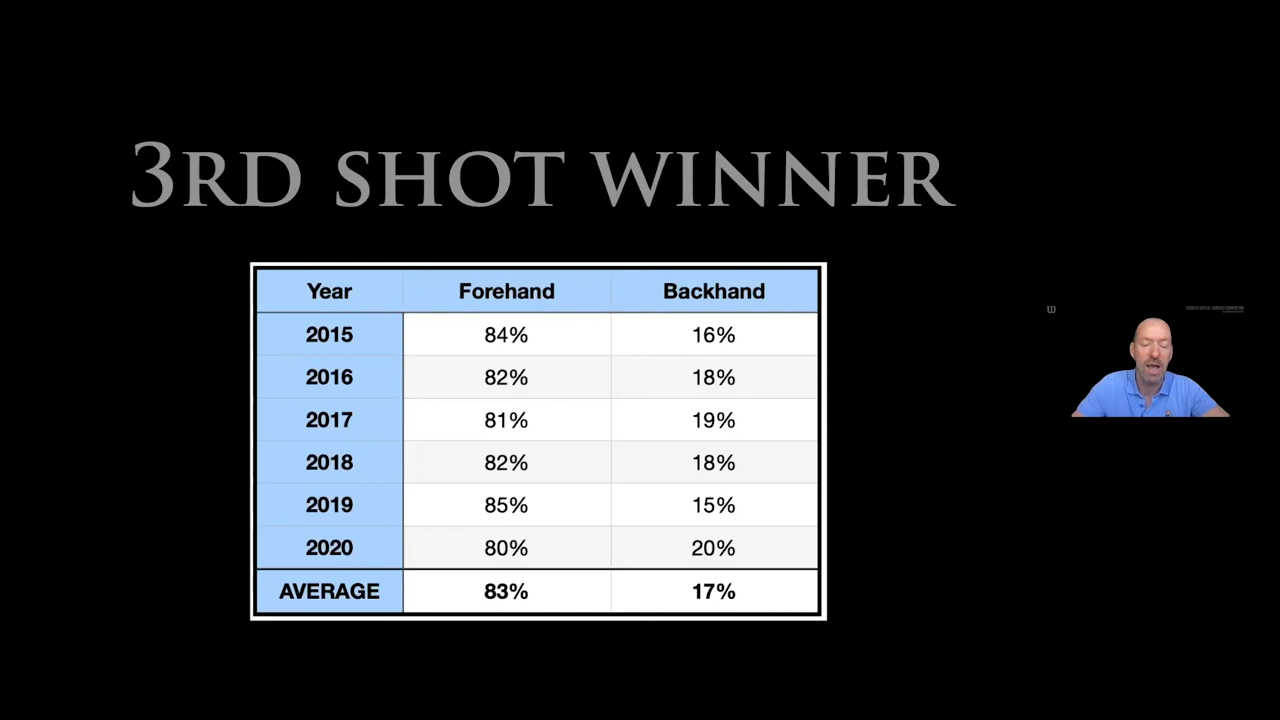 3RD SHOT WINNER
Year Forehand Backhand
2015 84% 16%
2016 82% 18%
2017 81% 19%
2018 82% 18%
2019 85% 15%
2020 80% 20%
AVERAGE 83% 17%